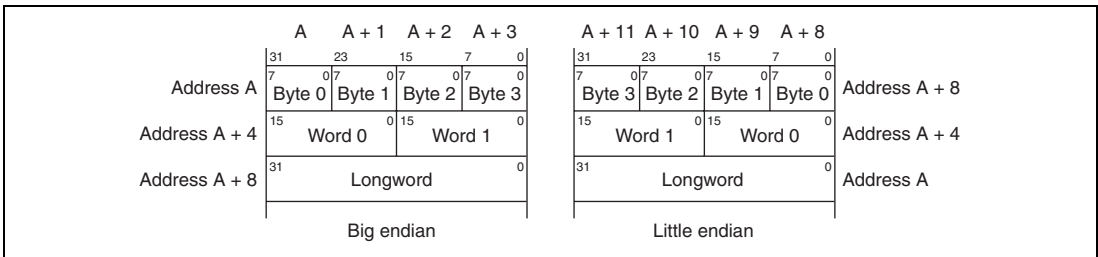 A A + 1 A + 2 A + 3 A + 11 A + 10 A + 9 A + 8
31 23 15 7 0 31 23 15 7 0
7 0 7 0 7 0 7 0 7 0 7 0 7 0 7 0
Address A Byte 0 Byte 1 Byte 2 Byte 3 Byte 3 Byte 2 Byte 1 Byte 0 Address A + 8
15 0 15 0 15 0 15 0
Address A + 4 Word 0 Word 1 Word 1 Word 0 Address A + 4
31 0 31 0
Address A + 8 Longword Longword Address A
Big endian Little endian